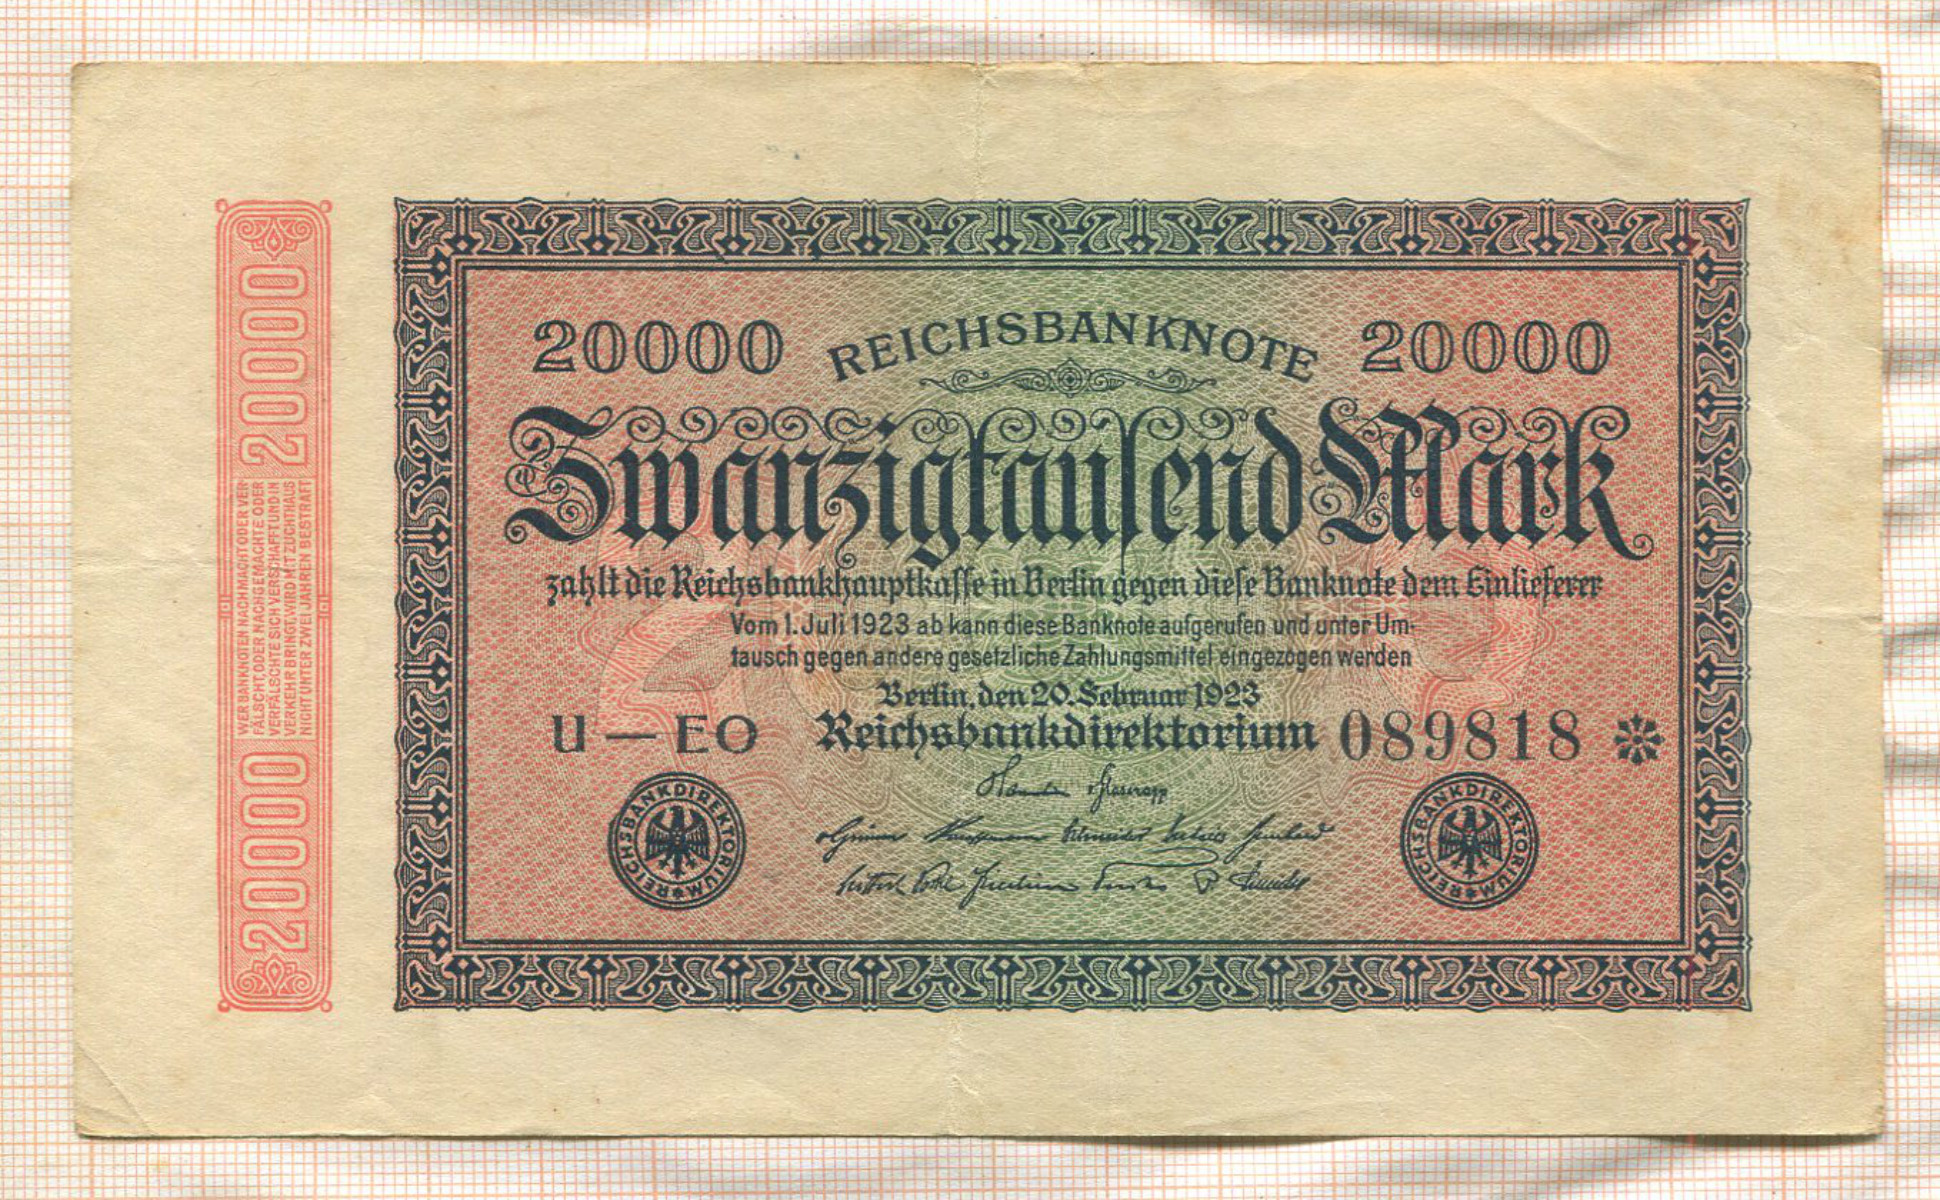 20000
WER BANKNOTEN NACHMACHT ODER VER-
FÄLSCHT, ODER NACHGEMACHTE ODER
VERFÄLSCHTE SICH VERSCHAFFT UND IN
VERKEHR BRINGT, WIRD MIT ZUCHTHAUS
NICHT UNTER ZWEI JAHREN BESTRAFT
20000
20000 REICHSBANKNOTE 20000
Zwanzigtauſend Mark
zahlt die Reichsbankhauptkaſſe in Berlin gegen dieſe Banknote dem Einlieferer
Vom 1. Juli 1923 ab kann diese Banknote aufgerufen und unter Um-
tausch gegen andere gesetzliche Zahlungsmittel eingezogen werden
Berlin, den 20. Februar 1923
U — EO Reichsbankdirektorium 089818 *
REICHSBANKDIREKTORIUM
REICHSBANKDIREKTORIUM